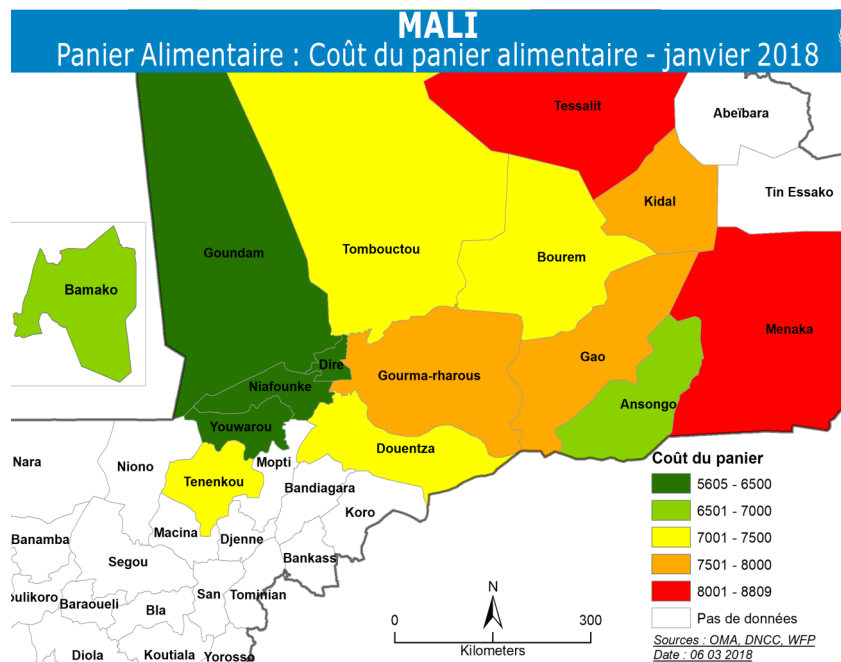 MALI
Panier Alimentaire : Coût du panier alimentaire - janvier 2018
Tessalit
Abeïbara
Kidal
Tin Essako
Goundam
Tombouctou
Bourem
Bamako
Menaka
Gao
Dire
Gourma-rharous
Niafounke
Ansongo
Youwarou
Douentza
Nara
Niono
Mopti
Tenenkou
Bandiagara
Koro
Macina
Djenne
Banamba
Bankass
Segou
oulikoro
Baraoueli
Bla
San
Tominian
Diola
Koutiala
Yorosso
Coût du panier
5605 - 6500
6501 - 7000
7001 - 7500
7501 - 8000
8001 - 8809
Pas de données
N
0 300
Kilometers
Sources : OMA, DNCC, WFP
Date : 06 03 2018